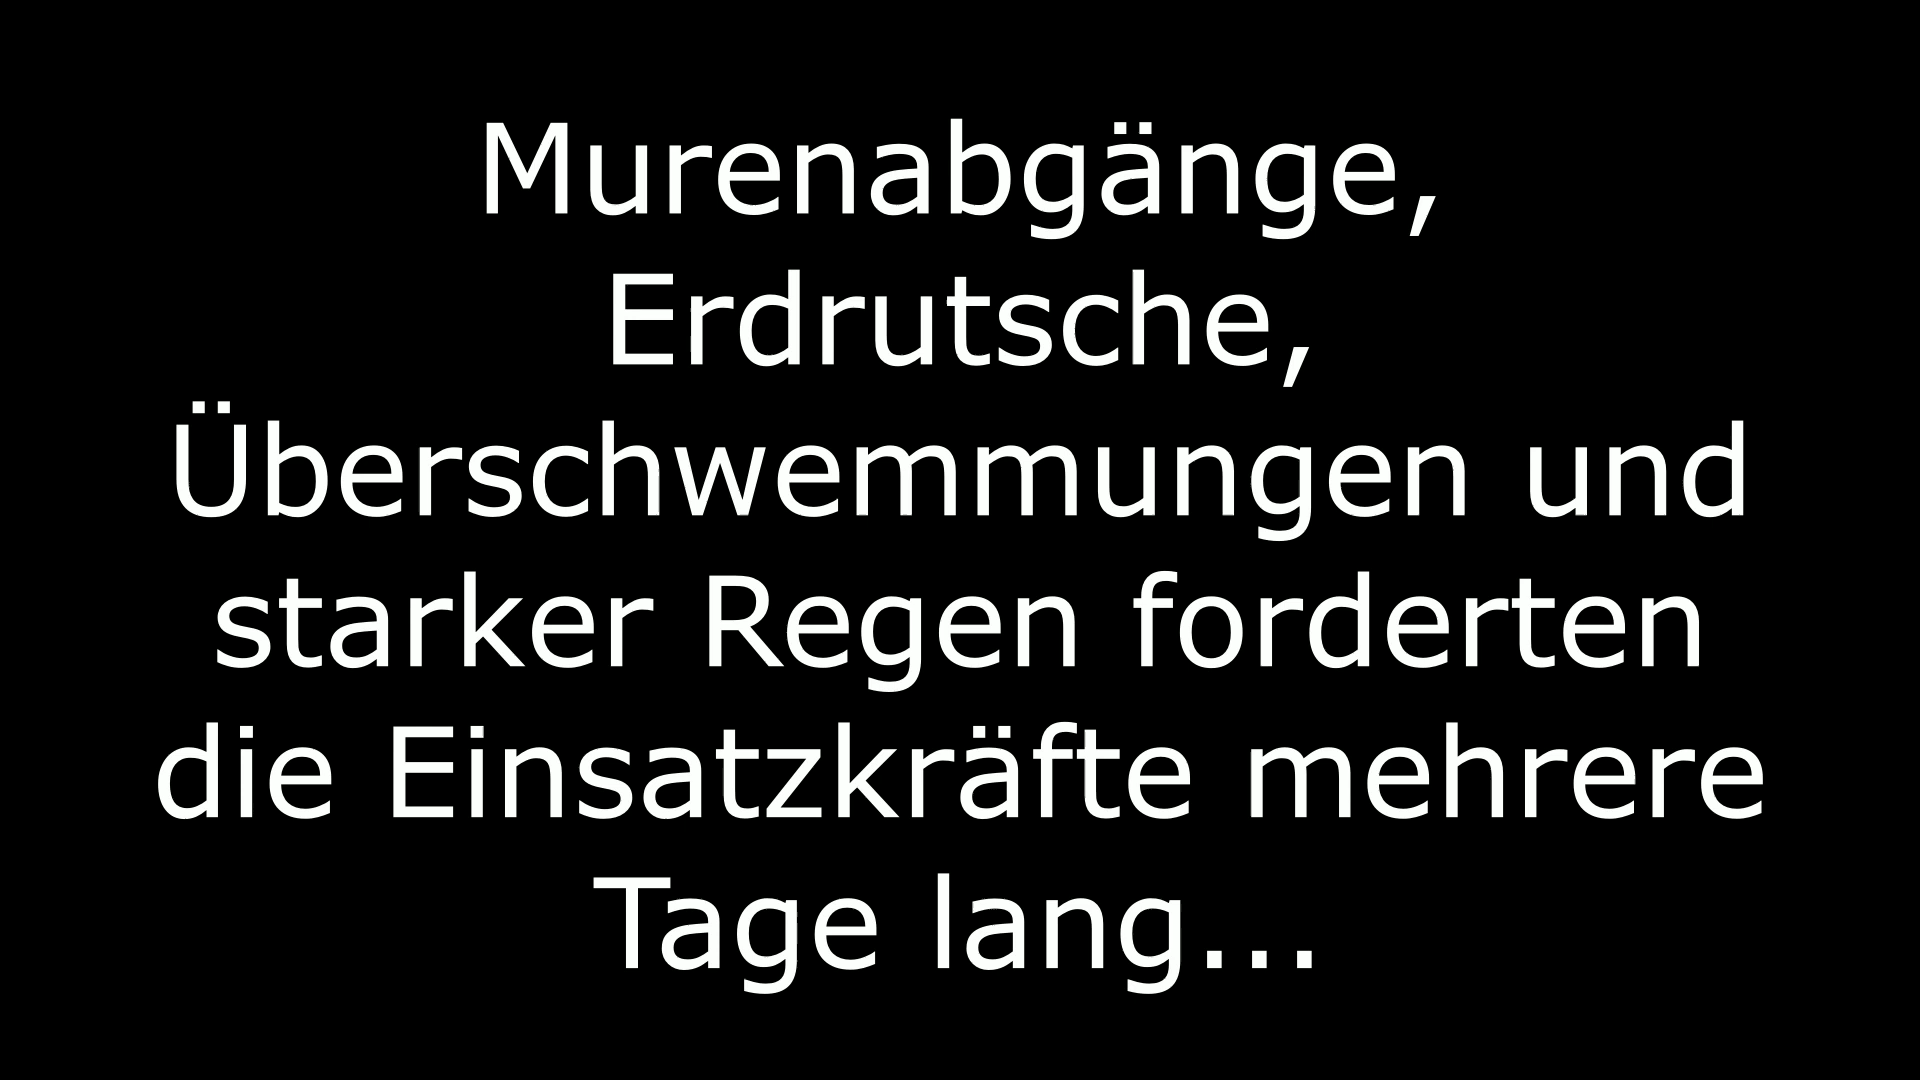 Murenabgänge,
Erdrutsche,
Überschwemmungen und
starker Regen forderten
die Einsatzkräfte mehrere
Tage lang...